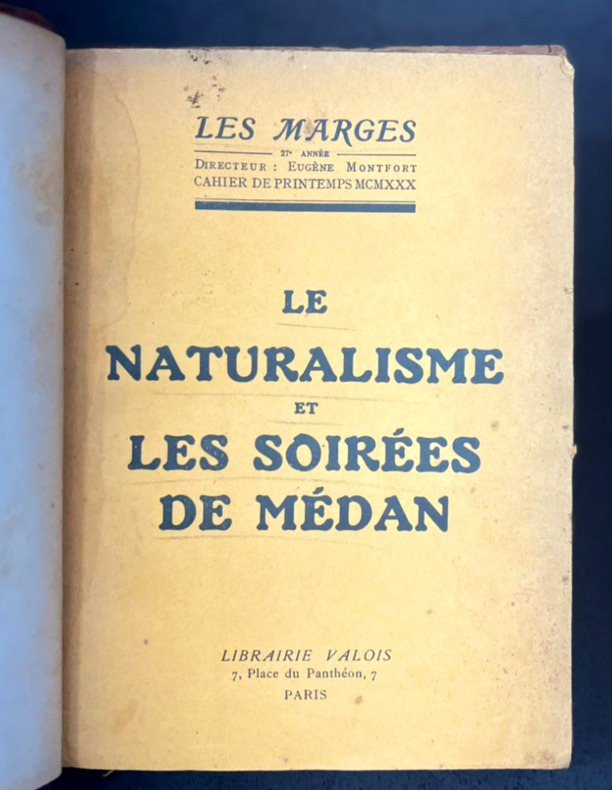 LES MARGES
27e ANNÉE
DIRECTEUR : EUGÈNE MONTFORT
CAHIER DE PRINTEMPS MCMXXX
LE
NATURALISME
ET
LES SOIRÉES
DE MÉDAN
LIBRAIRIE VALOIS
7, Place du Panthéon, 7
PARIS